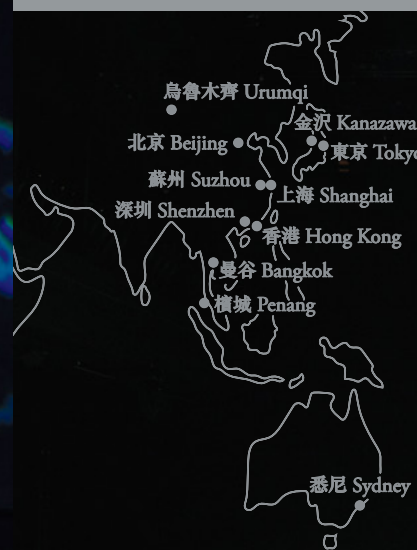 烏魯木齊 Urumqi
金沢 Kanazawa
北京 Beijing
東京 Tokyo
蘇州 Suzhou
上海 Shanghai
深圳 Shenzhen
香港 Hong Kong
曼谷 Bangkok
檳城 Penang
悉尼 Sydney